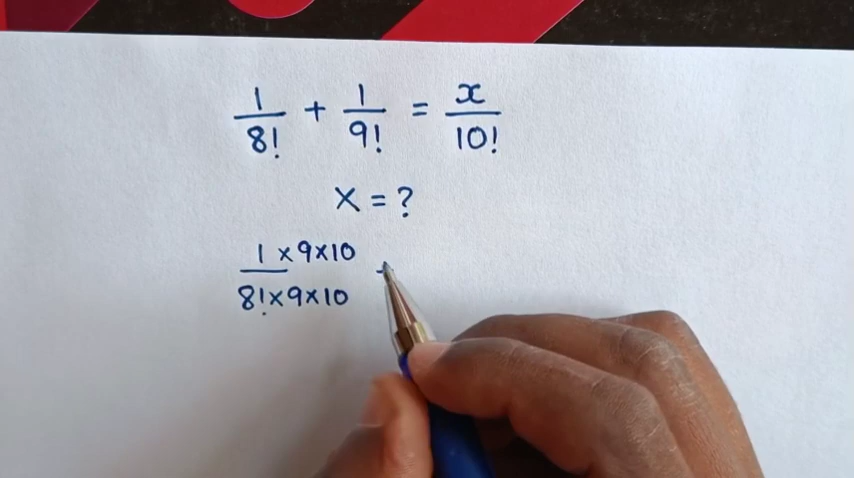 1/8! + 1/9! = x/10!
x = ?
1 × 9 × 10 / 8! × 9 × 10